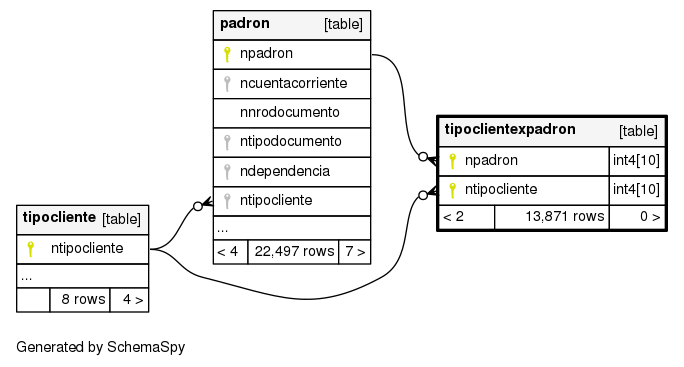 padron [table]
npadron
ncuentacorriente
nnrodocumento
ntipodocumento
ndependencia
ntipocliente
...
< 4 22,497 rows 7 >
tipoclientexpadron [table]
npadron int4[10]
ntipocliente int4[10]
< 2 13,871 rows 0 >
tipocliente [table]
ntipocliente
...
8 rows 4 >
Generated by SchemaSpy